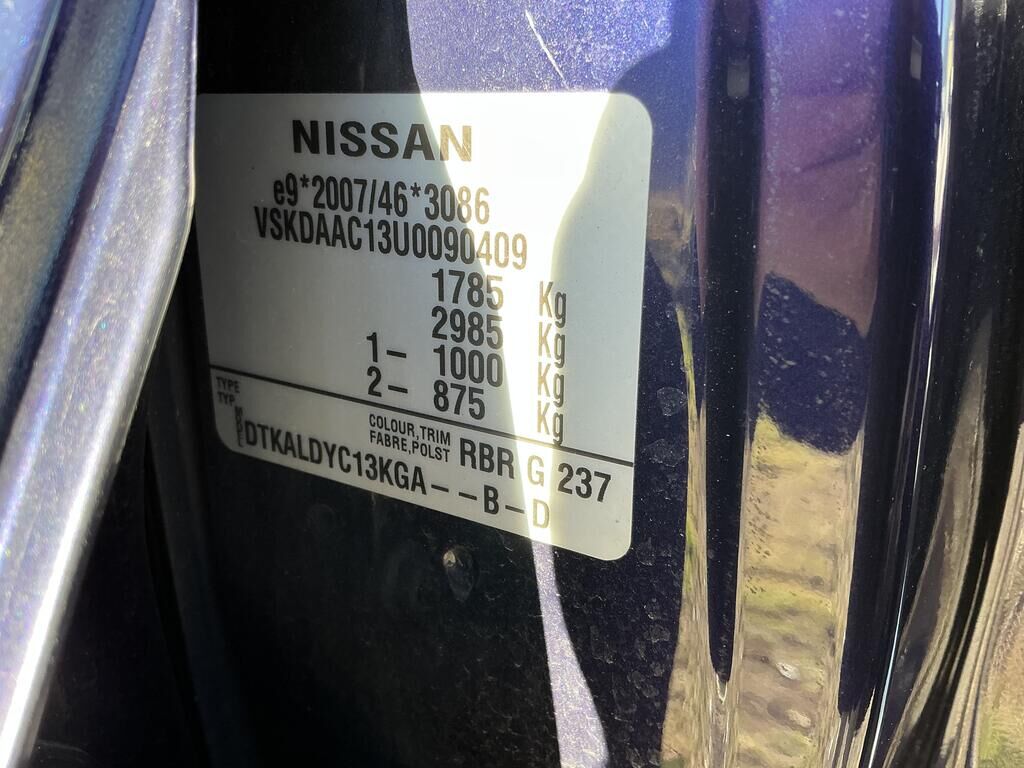 NISSAN
e9*2007/46*3086
VSKDAAC13U0090409
1785 Kg
2985 Kg
1– 1000 Kg
2– 875 Kg
TYPE
TYP
COLOUR,TRIM
FABRE,POLST
RBR G 237
DTKALDYC13KGA––B–D